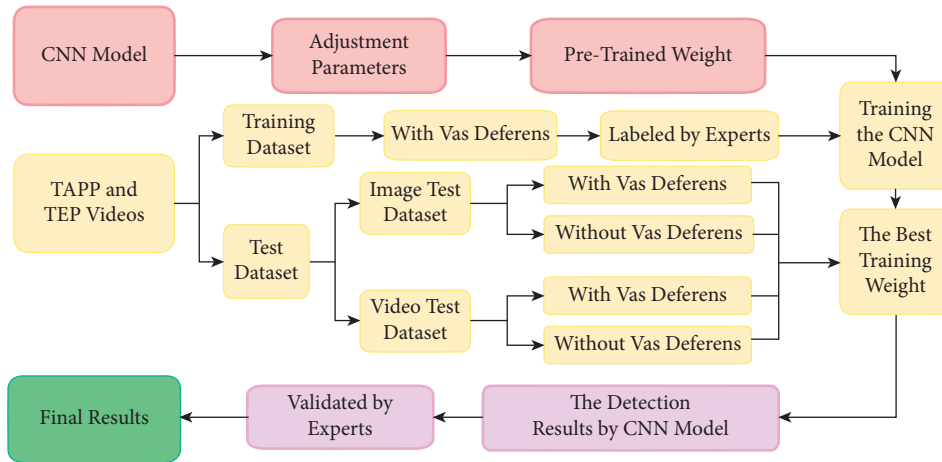 CNN Model
Adjustment
Parameters
Pre-Trained Weight
Training
the CNN
Model
TAPP and
TEP Videos
Training
Dataset
With Vas Deferens
Labeled by Experts
Test
Dataset
Image Test
Dataset
With Vas Deferens
Without Vas Deferens
Video Test
Dataset
With Vas Deferens
Without Vas Deferens
The Best
Training
Weight
Final Results
Validated by
Experts
The Detection
Results by CNN Model